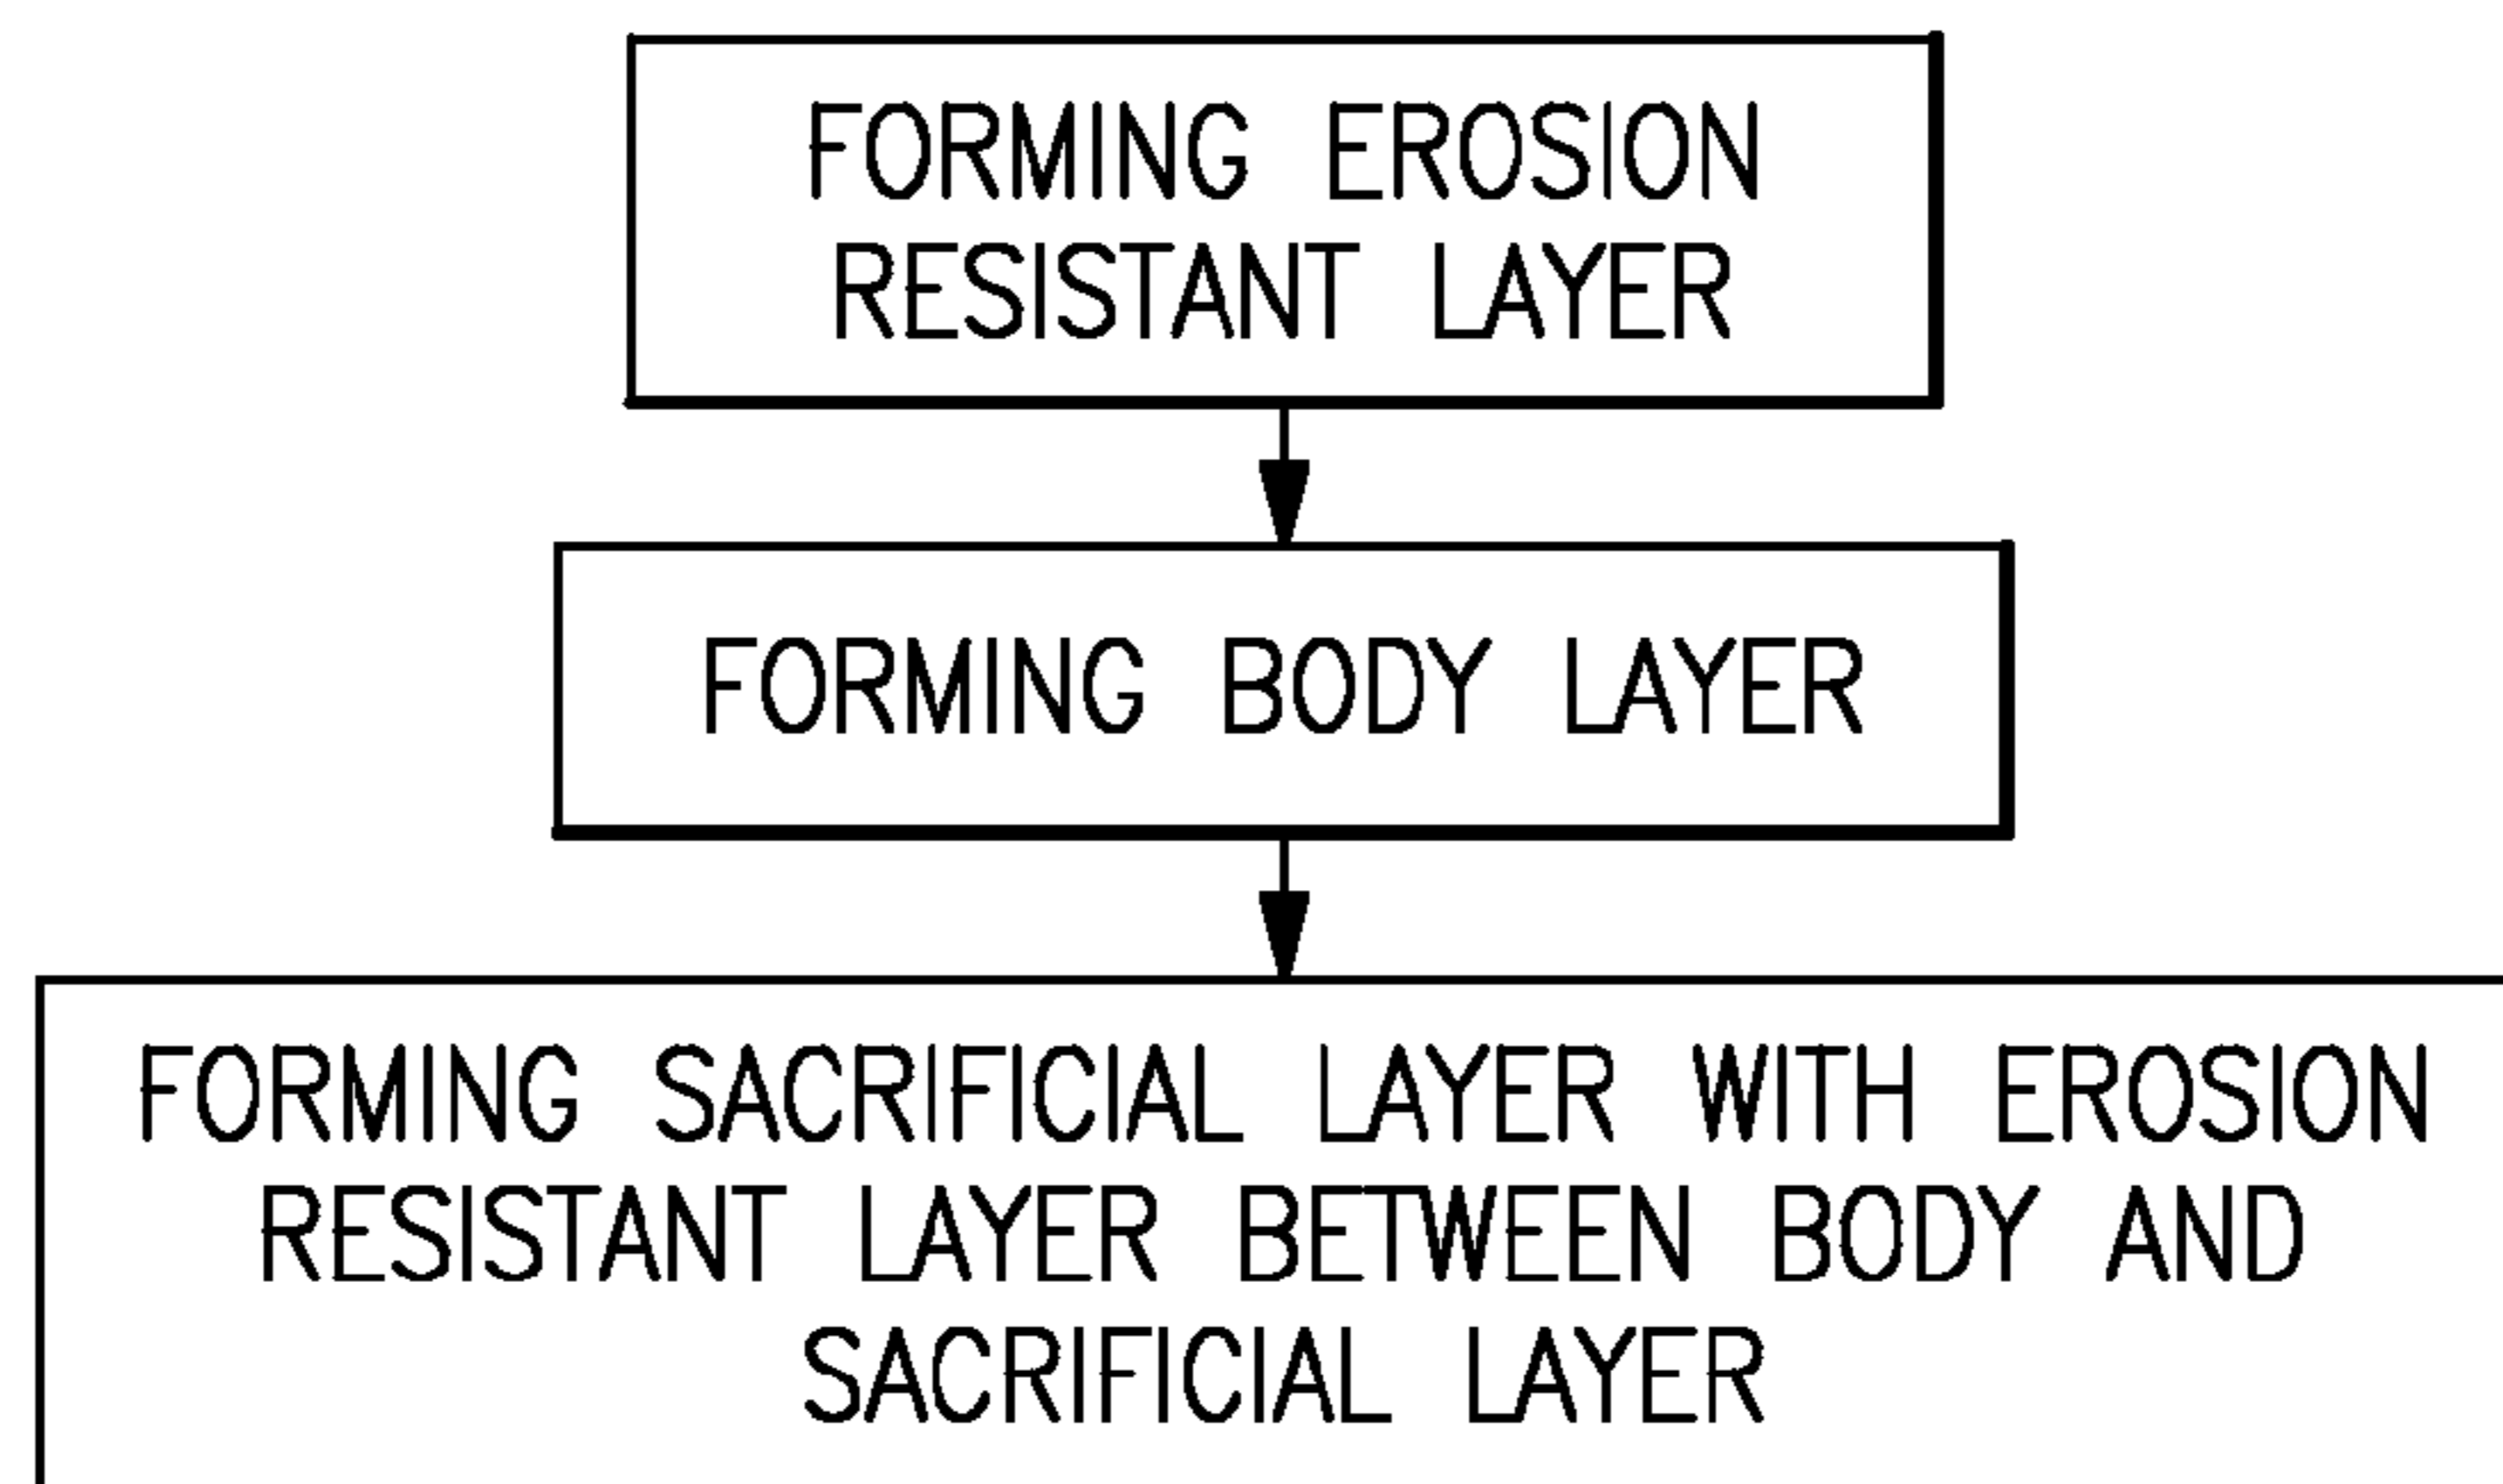 FORMING EROSION
RESISTANT LAYER
FORMING BODY LAYER
FORMING SACRIFICIAL LAYER WITH EROSION
RESISTANT LAYER BETWEEN BODY AND
SACRIFICIAL LAYER